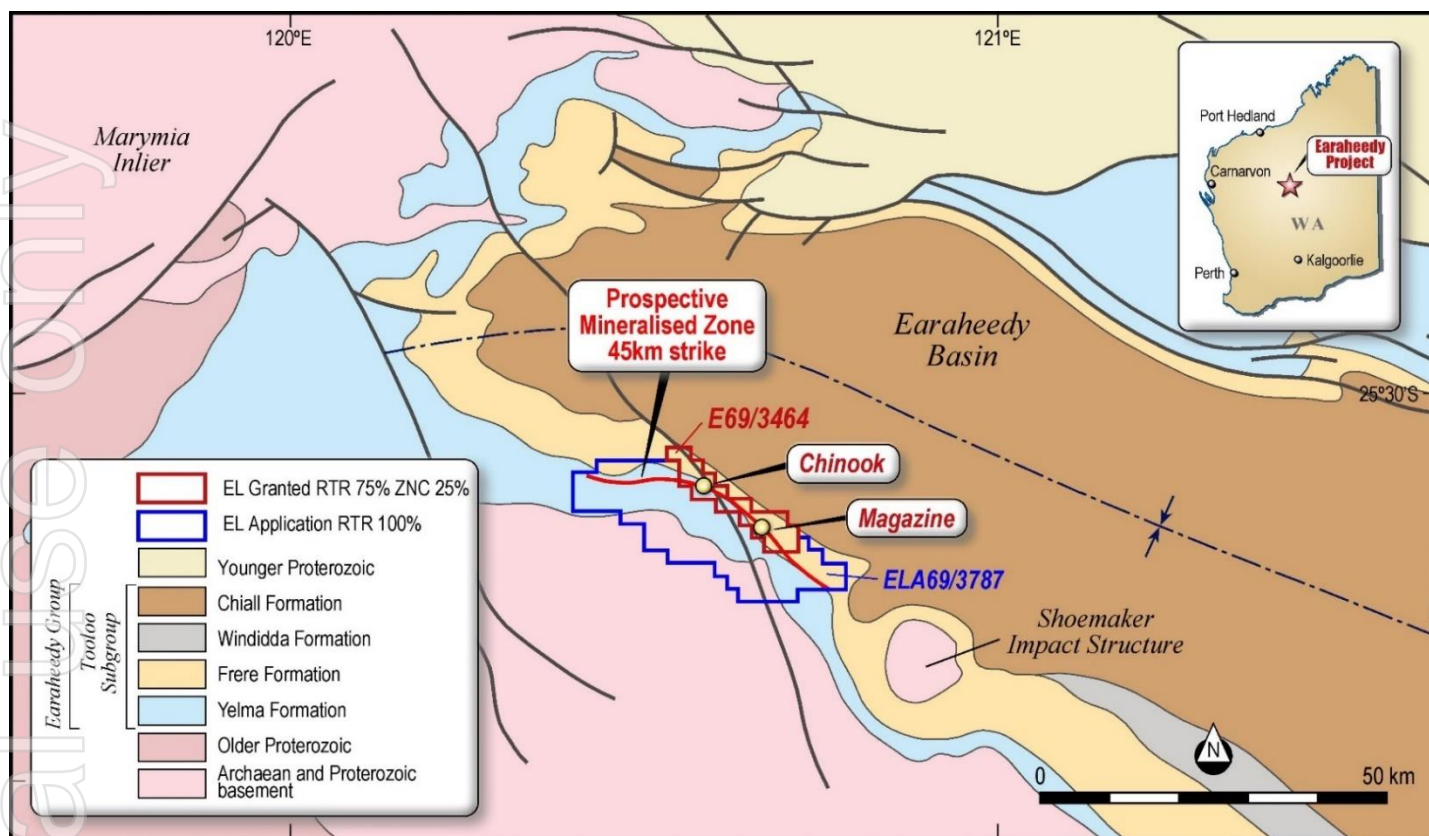 120ºE
121ºE
Marymia
Inlier
Port Hedland
Earaheedy
Project
Carnarvon
WA
Kalgoorlie
Perth
Prospective
Mineralised Zone
45km strike
Earaheedy
Basin
25º30'S
E69/3464
Chinook
Magazine
ELA69/3787
Shoemaker
Impact Structure
EL Granted RTR 75% ZNC 25%
EL Application RTR 100%
Younger Proterozoic
Chiall Formation
Windidda Formation
Frere Formation
Yelma Formation
Older Proterozoic
Archaean and Proterozoic
basement
Earaheedy Group
Tooloo
Subgroup
N
0
50 km
al use only